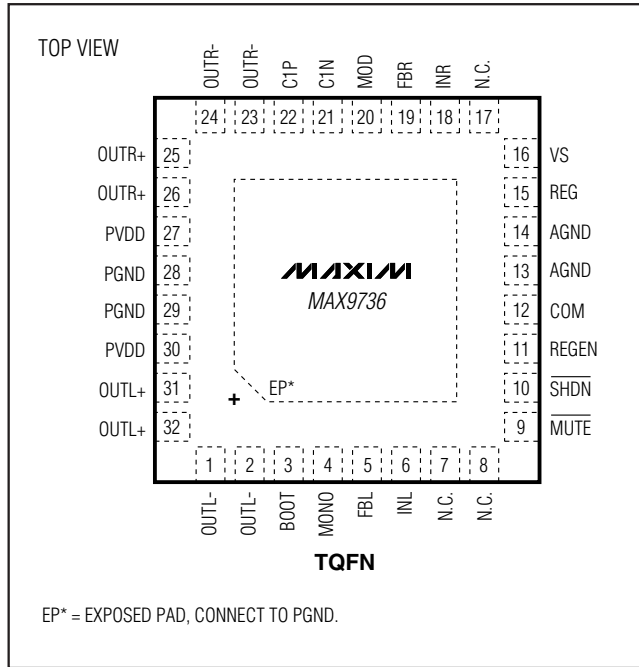 TOP VIEW
OUTR-
OUTR-
C1P
C1N
MOD
FBR
INR
N.C.
24 23 22 21 20 19 18 17
OUTR+ 25
OUTR+ 26
PVDD 27
PGND 28
PGND 29
PVDD 30
OUTL+ 31
OUTL+ 32
MAXIM
MAX9736
EP*
+
16 VS
15 REG
14 AGND
13 AGND
12 COM
11 REGEN
10 SHDN
9 MUTE
1 2 3 4 5 6 7 8
OUTL-
OUTL-
BOOT
MONO
FBL
INL
N.C.
N.C.
TQFN
EP* = EXPOSED PAD, CONNECT TO PGND.